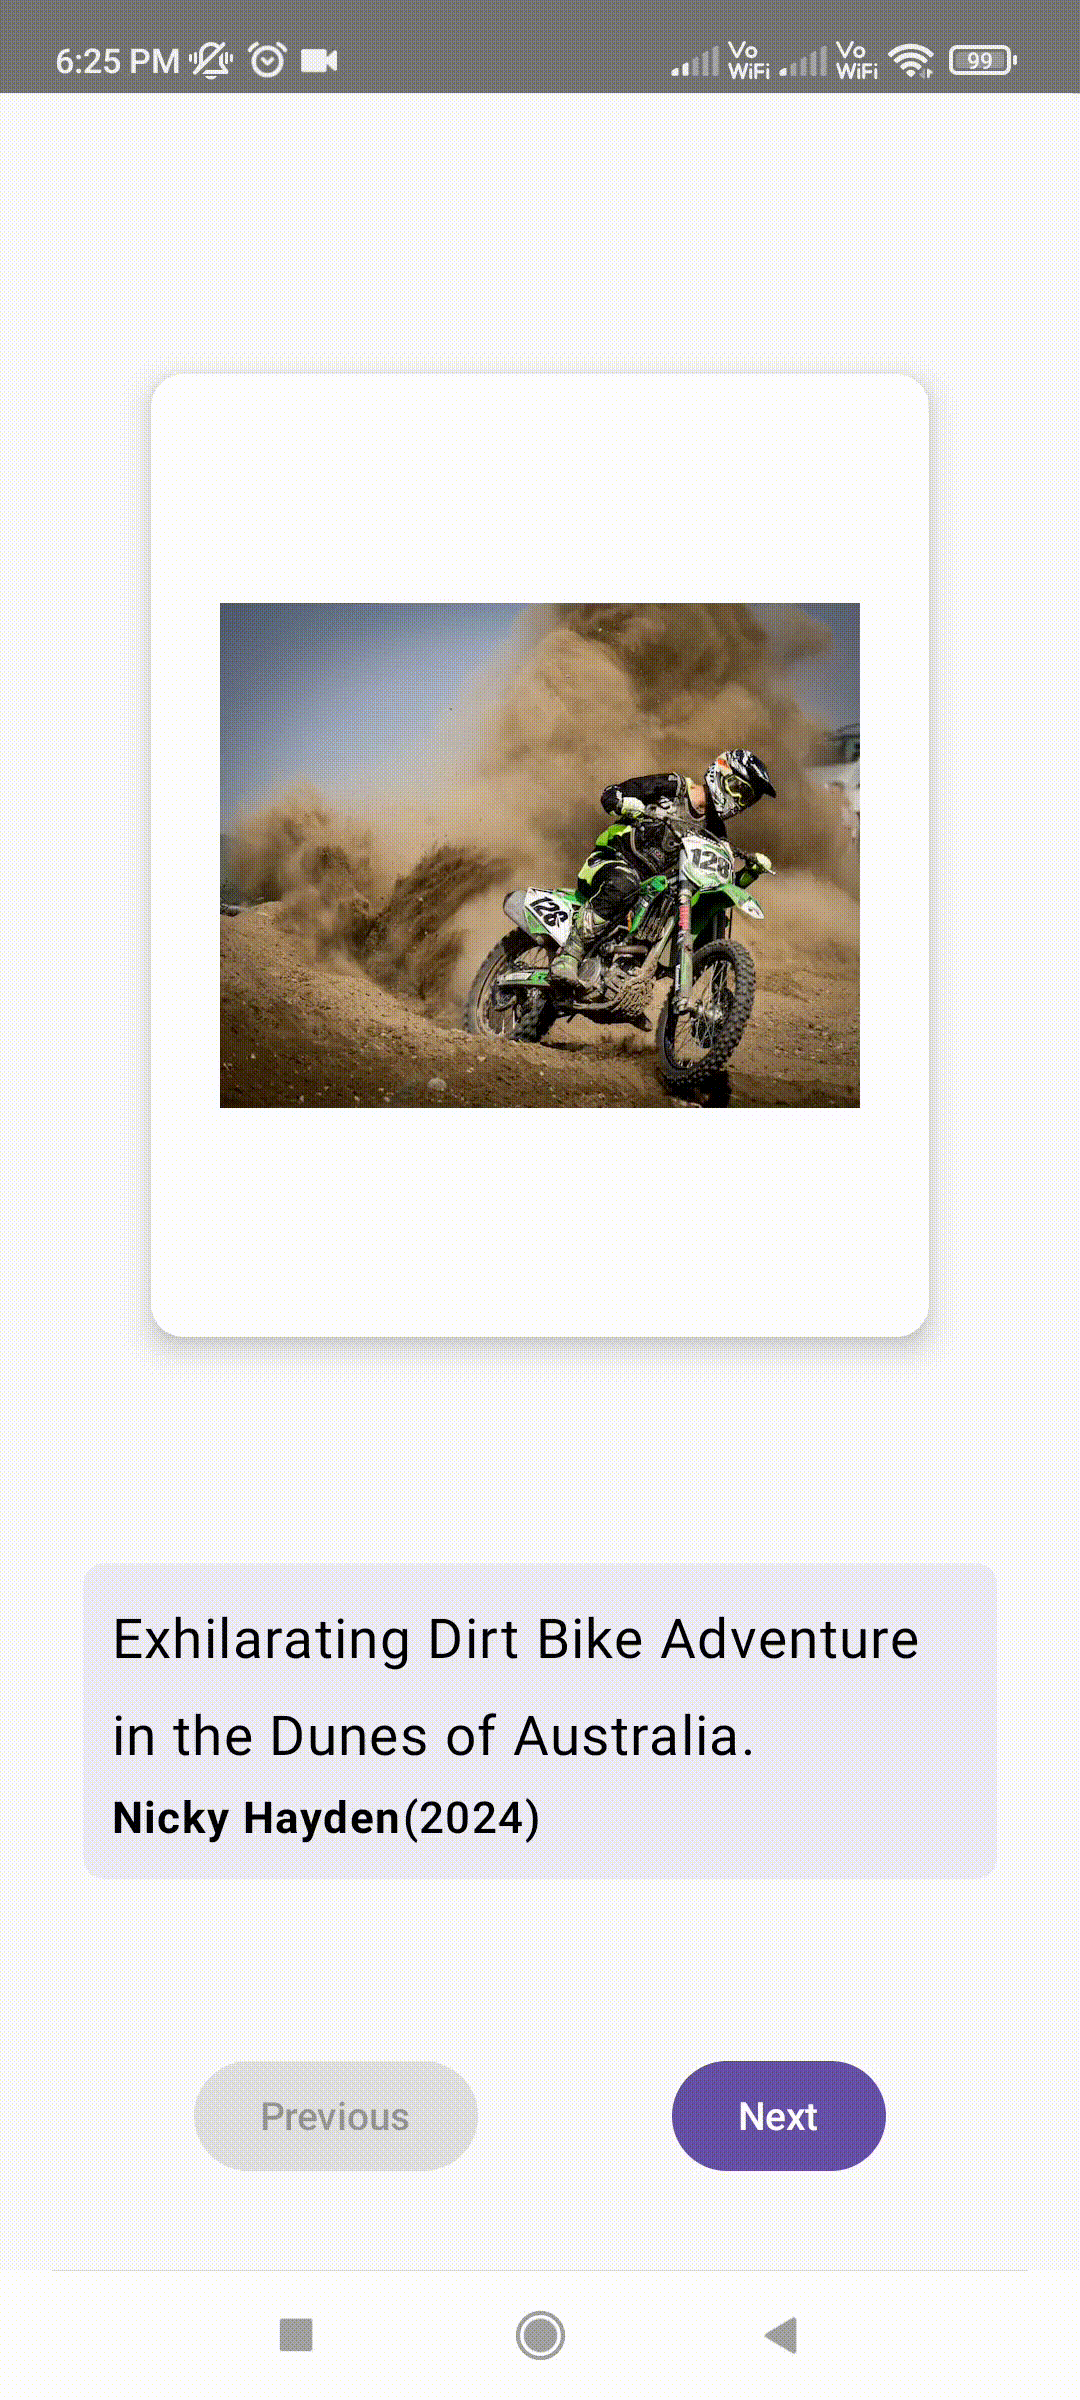 6:25 PM Vo WiFi Vo WiFi 99
128
128
Exhilarating Dirt Bike Adventure
in the Dunes of Australia.
Nicky Hayden(2024)
Previous Next